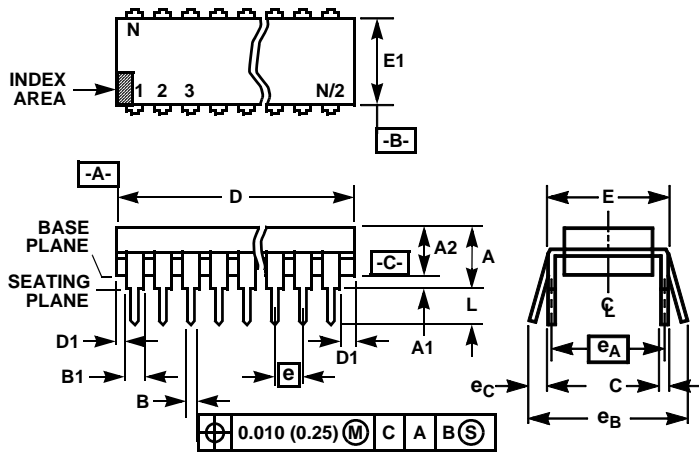 N
E1
INDEX
AREA
1 2 3 N/2
-B-
-A-
D
E
BASE
PLANE
A2
A
-C-
SEATING
PLANE
L
C
L
D1
A1
D1
eA
B1
e
eC
C
B
eB
0.010 (0.25) M C A B S